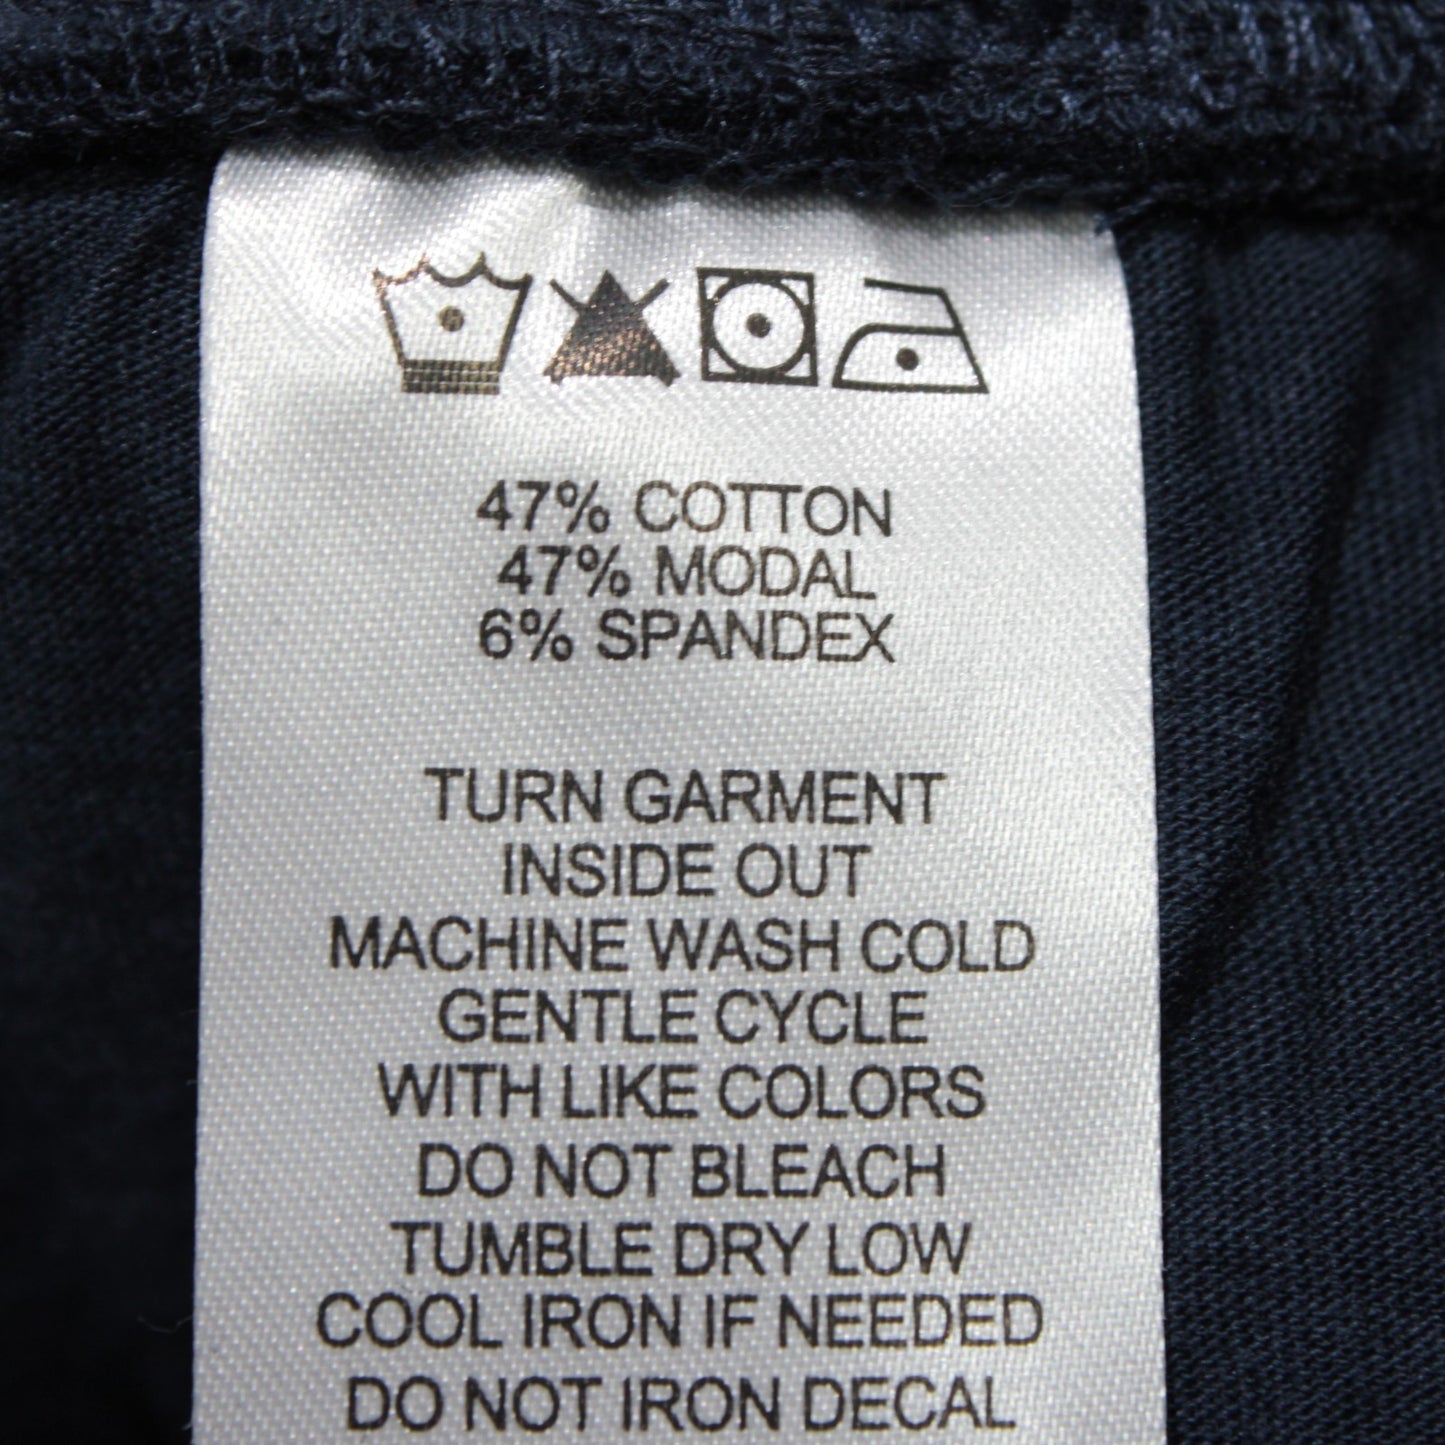 47% COTTON
47% MODAL
6% SPANDEX
TURN GARMENT
INSIDE OUT
MACHINE WASH COLD
GENTLE CYCLE
WITH LIKE COLORS
DO NOT BLEACH
TUMBLE DRY LOW
COOL IRON IF NEEDED
DO NOT IRON DECAL